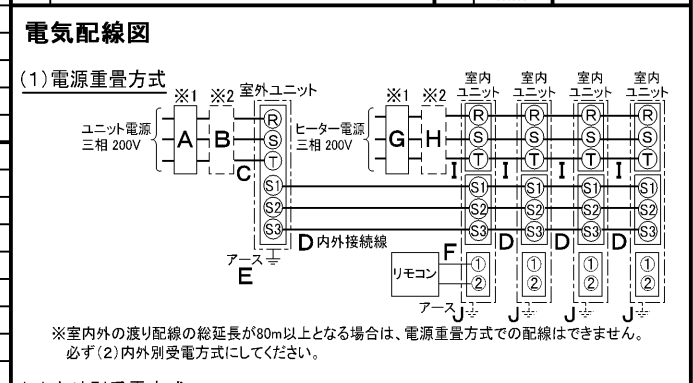 電気配線図
(1)電源重畳方式
※1 ※2 室外ユニット
※1 ※2 室内ユニット 室内ユニット 室内ユニット 室内ユニット
ユニット電源
三相 200V
A B C
R
S
T
S1
S2
S3
ヒーター電源
三相 200V
G H
R R R R
S S S S
T T T T
I I I I
S1 S1 S1 S1
S2 S2 S2 S2
S3 S3 S3 S3
D 内外接続線
D D D
アース
E
リモコン
F
① ① ① ①
② ② ② ②
アース J J J J
※室内外の渡り配線の総延長が80m以上となる場合は、電源重畳方式での配線はできません。
必ず(2)内外別受電方式にしてください。